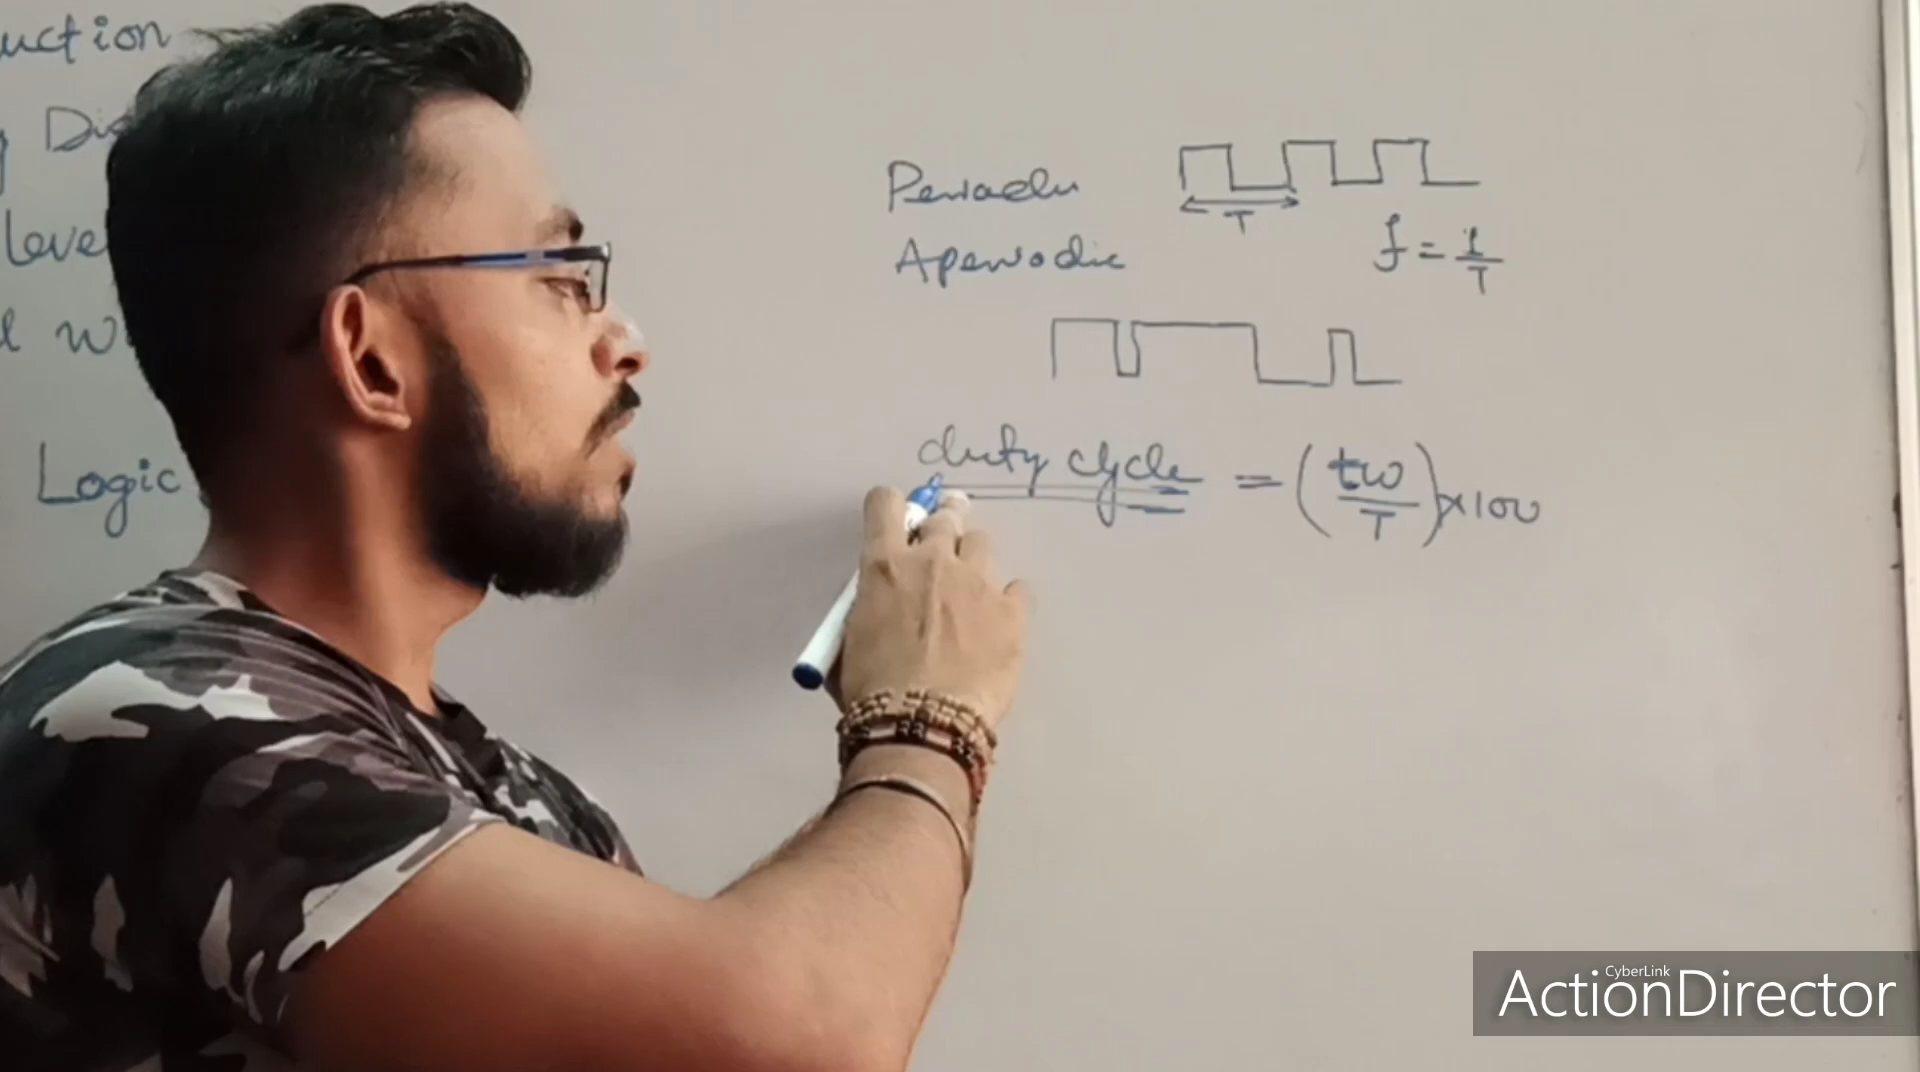 uction
Di
leve
w
Logic
Periodic
T
Aperiodic
f = 1/T
duty cycle = (tw/T) x100
CyberLink
ActionDirector